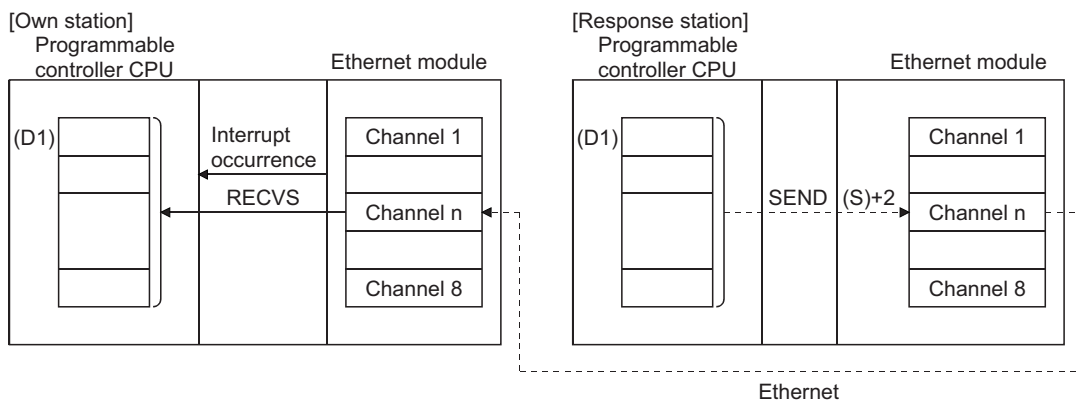 [Own station]
Programmable
controller CPU
Ethernet module
(D1)
Interrupt
occurrence
RECVS
Channel 1
Channel n
Channel 8
[Response station]
Programmable
controller CPU
Ethernet module
(D1)
SEND
(S)+2
Channel 1
Channel n
Channel 8
Ethernet